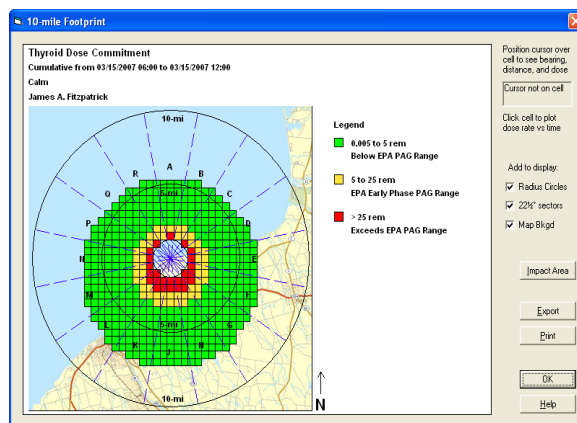 10-mile Footprint
Thyroid Dose Commitment
Cumulative from 03/15/2007 06:00 to 03/15/2007 12:00
Calm
James A. Fitzpatrick
10-mi
R A B
Q 5-mi C
P D
N E
M F
L 5-mi G
K J H
10-mi
N
Legend
0.005 to 5 rem
Below EPA PAG Range
5 to 25 rem
EPA Early Phase PAG Range
> 25 rem
Exceeds EPA PAG Range
Position cursor over
cell to see bearing,
distance, and dose
Cursor not on cell
Click cell to plot
dose rate vs time
Add to display:
Radius Circles
22½° sectors
Map Bkgd
Impact Area
Export
Print
OK
Help